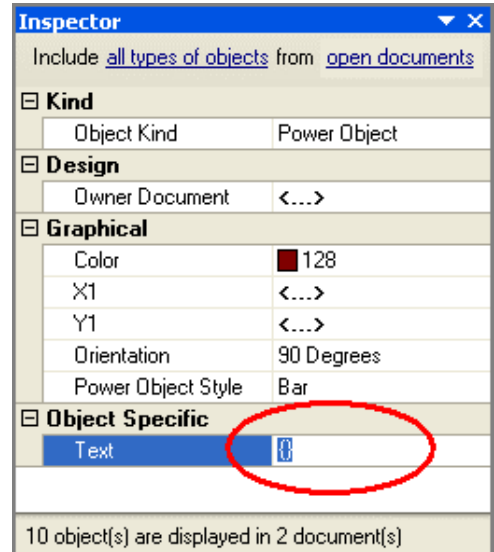 Inspector
Include all types of objects from open documents
Kind
Object Kind Power Object
Design
Owner Document <...>
Graphical
Color 128
X1 <...>
Y1 <...>
Orientation 90 Degrees
Power Object Style Bar
Object Specific
Text {}
10 object(s) are displayed in 2 document(s)